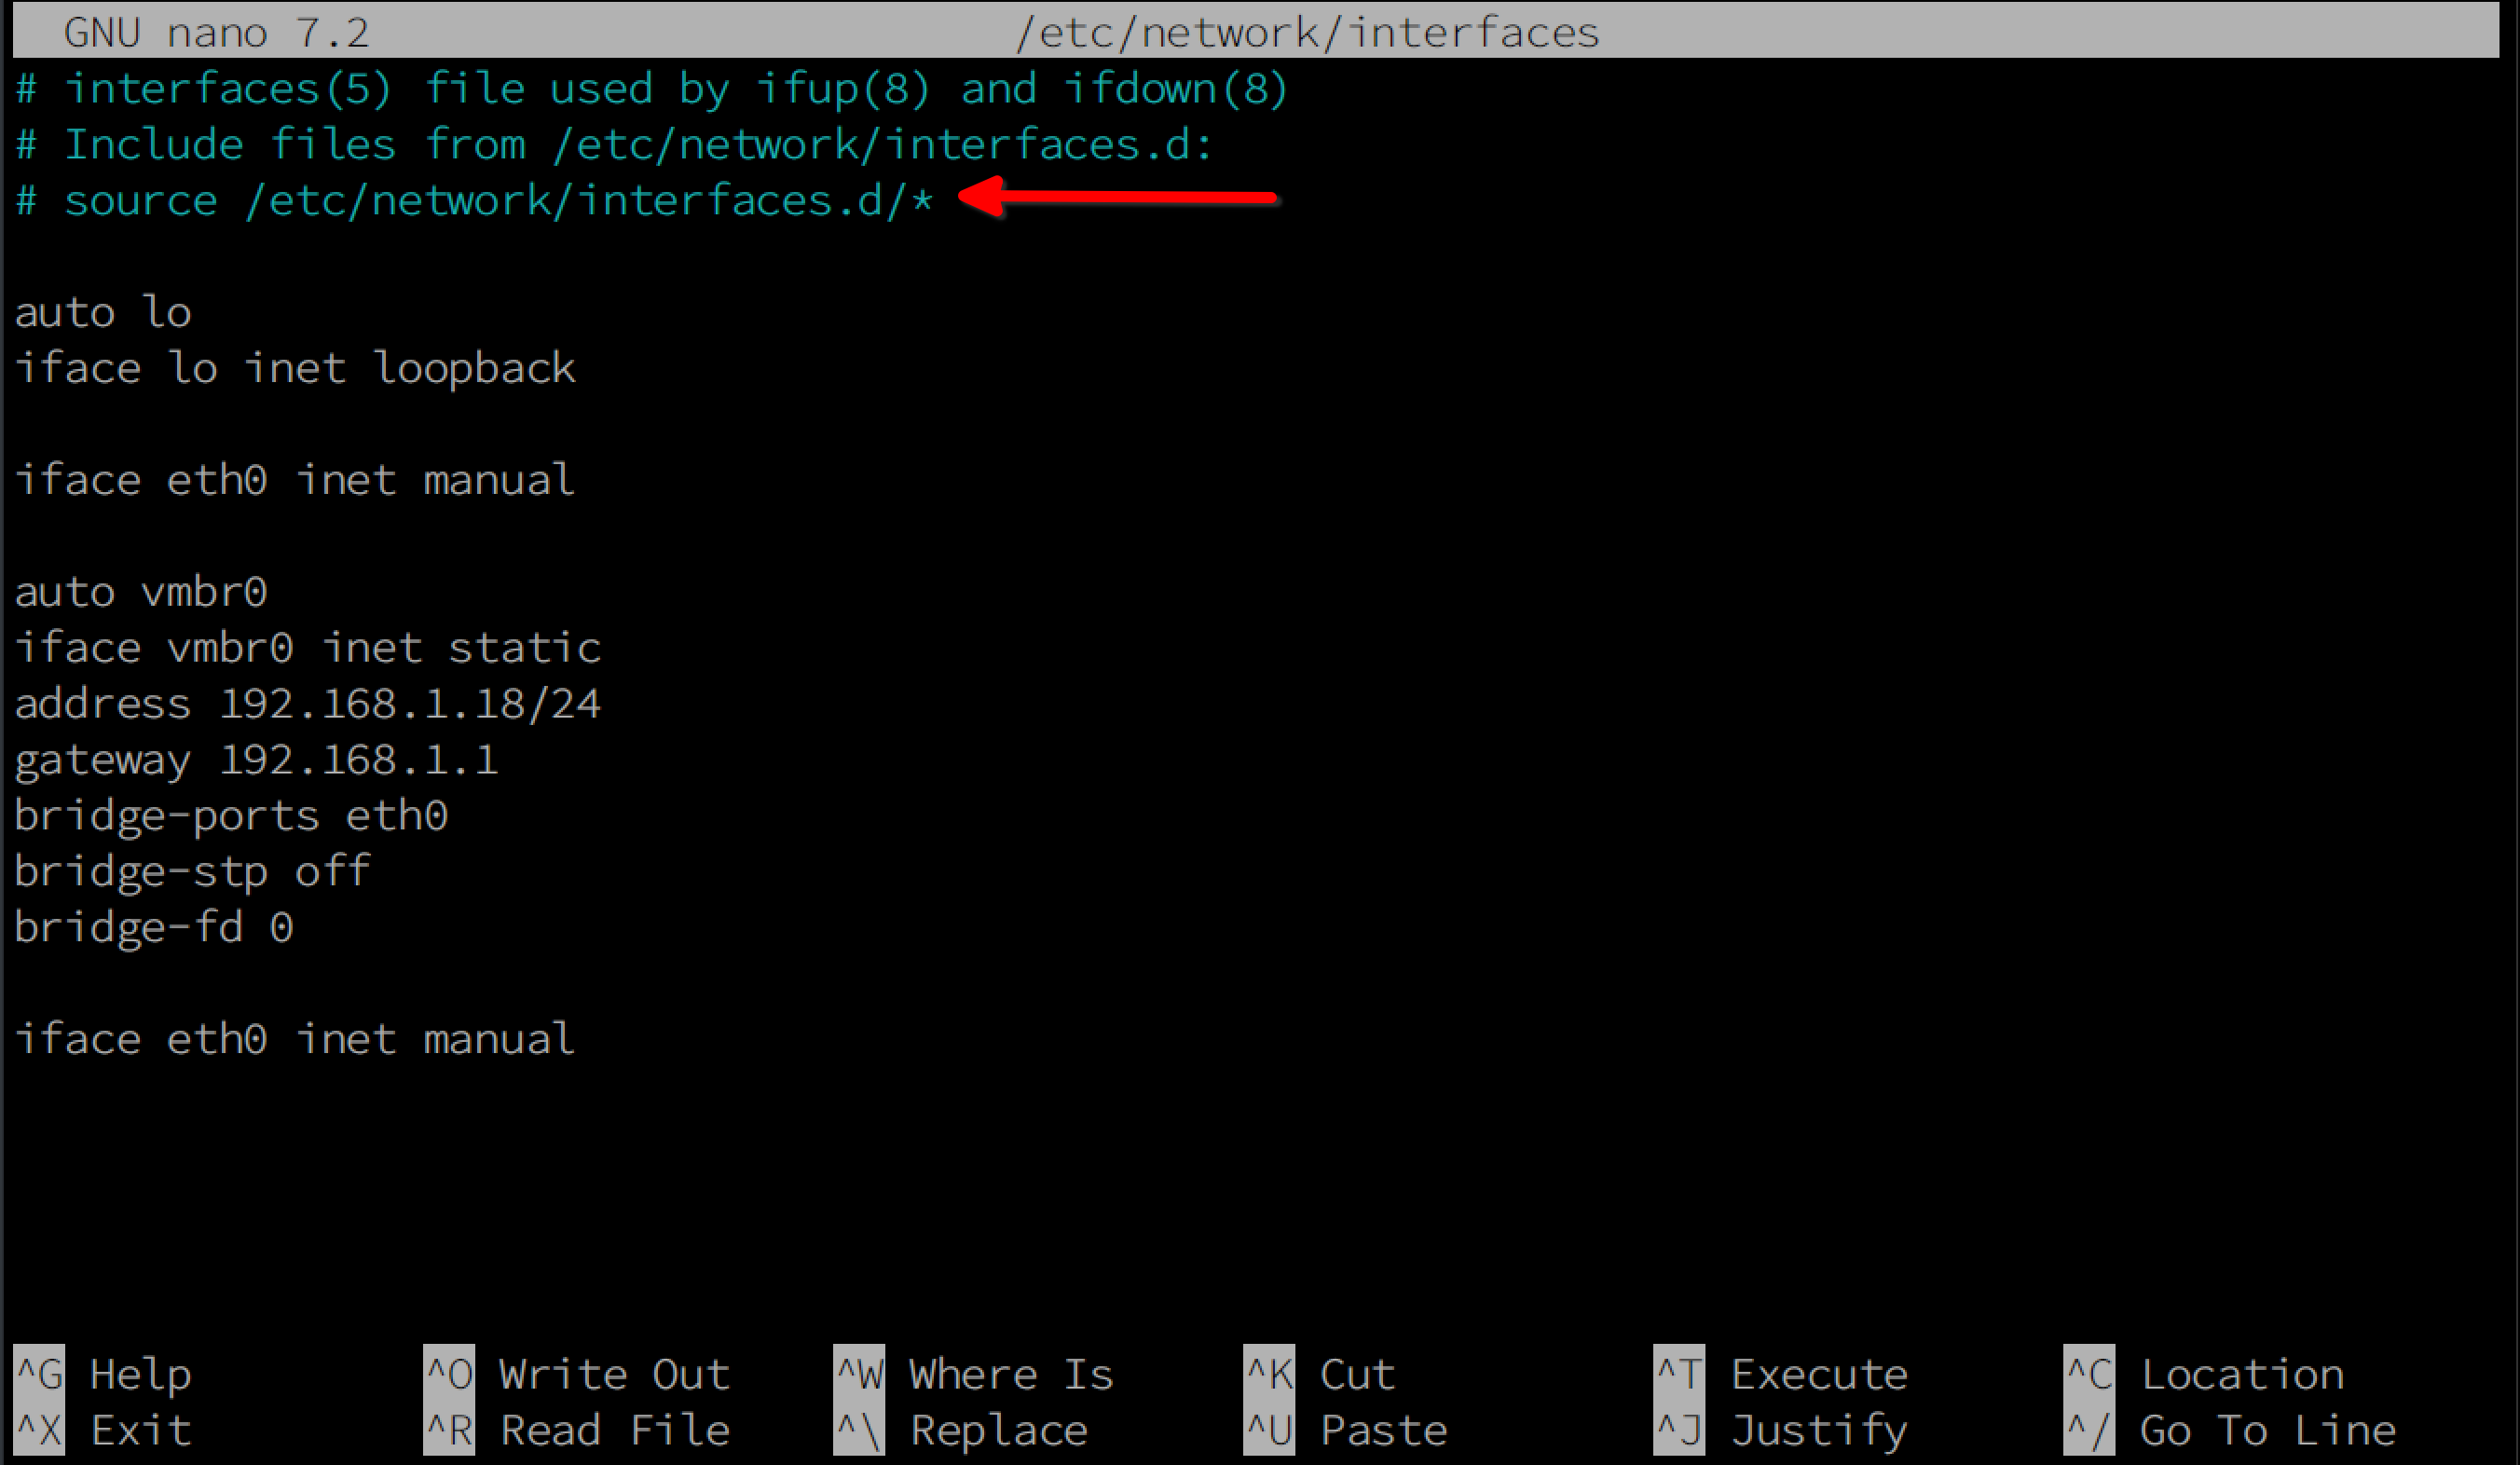 GNU nano 7.2 /etc/network/interfaces
# interfaces(5) file used by ifup(8) and ifdown(8)
# Include files from /etc/network/interfaces.d:
# source /etc/network/interfaces.d/*
auto lo
iface lo inet loopback
iface eth0 inet manual
auto vmbr0
iface vmbr0 inet static
address 192.168.1.18/24
gateway 192.168.1.1
bridge-ports eth0
bridge-stp off
bridge-fd 0
iface eth0 inet manual
^G Help ^O Write Out ^W Where Is ^K Cut ^T Execute ^C Location
^X Exit ^R Read File ^\ Replace ^U Paste ^J Justify ^/ Go To Line